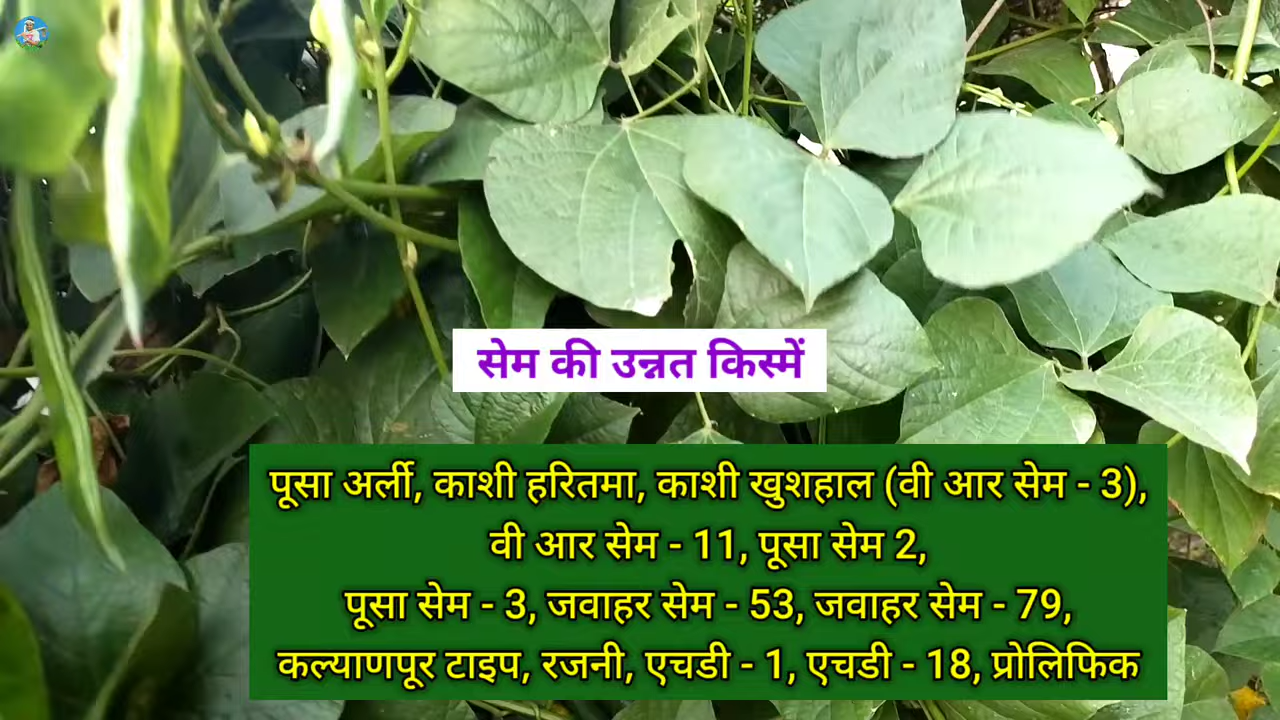 सेम की उन्नत किस्में
पूसा अर्ली, काशी हरितमा, काशी खुशहाल (वी आर सेम - 3),
वी आर सेम - 11, पूसा सेम 2,
पूसा सेम - 3, जवाहर सेम - 53, जवाहर सेम - 79,
कल्याणपूर टाइप, रजनी, एचडी - 1, एचडी - 18, प्रोलिफिक